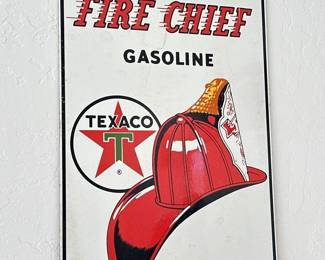 FIRE CHIEF
GASOLINE
TEXACO
T
®